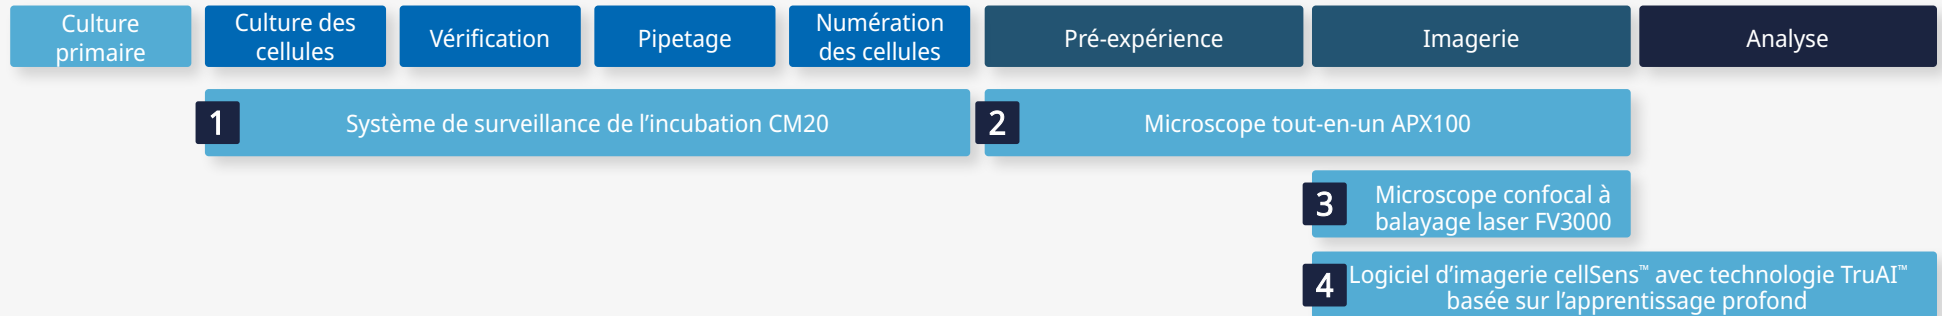 Culture
primaire
Culture des
cellules
Vérification
Pipetage
Numération
des cellules
Pré-expérience
Imagerie
Analyse
1
Système de surveillance de l’incubation CM20
2
Microscope tout-en-un APX100
3
Microscope confocal à
balayage laser FV3000
4
Logiciel d’imagerie cellSens™ avec technologie TruAI™
basée sur l’apprentissage profond